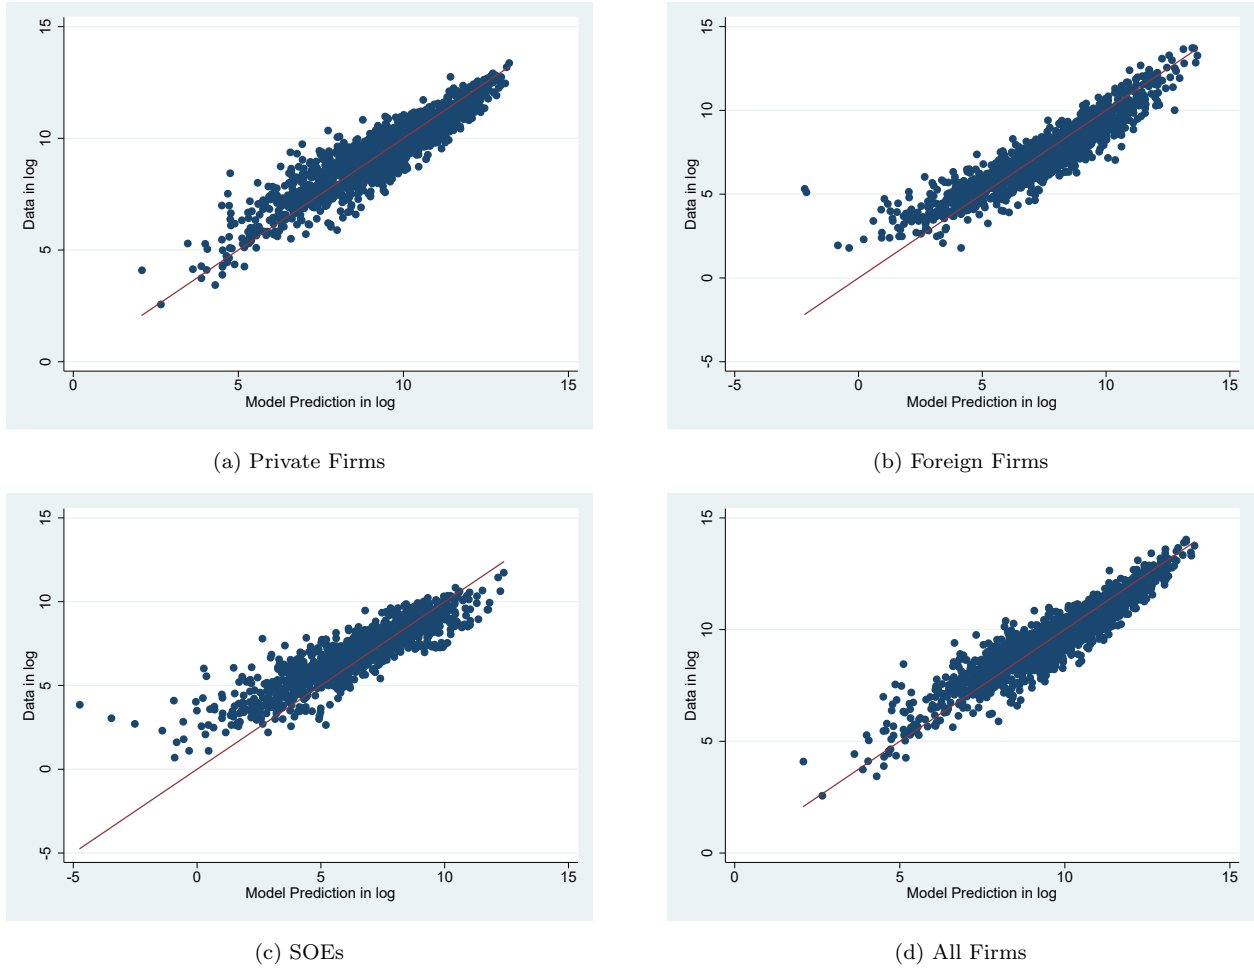 15
10
5
0
Data in log
0 5 10 15
Model Prediction in log
(a) Private Firms
15
10
5
0
-5
Data in log
-5 0 5 10 15
Model Prediction in log
(b) Foreign Firms
15
10
5
0
-5
Data in log
-5 0 5 10 15
Model Prediction in log
(c) SOEs
15
10
5
0
Data in log
0 5 10 15
Model Prediction in log
(d) All Firms